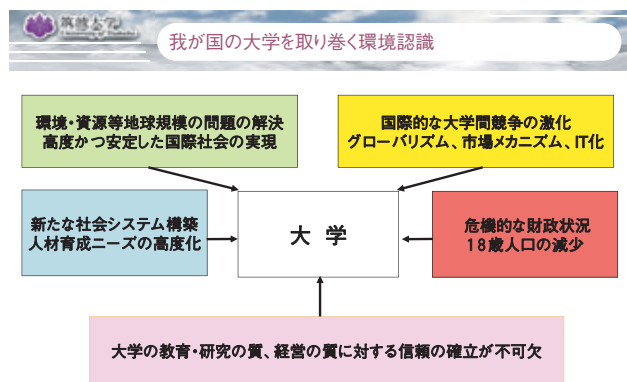 筑波大学
我が国の大学を取り巻く環境認識
環境・資源等地球規模の問題の解決
高度かつ安定した国際社会の実現
国際的な大学間競争の激化
グローバリズム、市場メカニズム、IT化
新たな社会システム構築
人材育成ニーズの高度化
大 学
危機的な財政状況
18歳人口の減少
大学の教育・研究の質、経営の質に対する信頼の確立が不可欠